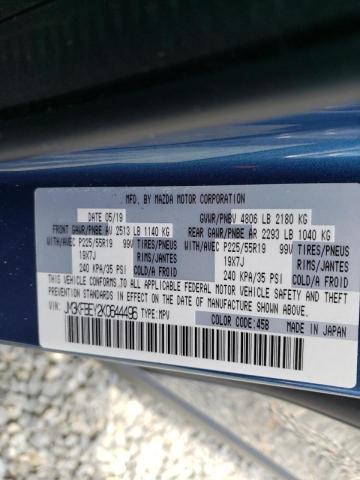 MFD. BY MAZDA MOTOR CORPORATION
DATE 05/19 GVWR/PNBV 4806 LB 2180 KG
FRONT GAWR/PNBE AV 2513 LB 1140 KG REAR GAWR/PNBE AR 2293 LB 1040 KG
WITH/AVEC P225/55R19 99V TIRES/PNEUS WITH/AVEC P225/55R19 99V TIRES/PNEUS
19X7J RIMS/JANTES 19X7J RIMS/JANTES
240 KPA/35 PSI COLD/A FROID 240 KPA/35 PSI COLD/A FROID
THIS VEHICLE CONFORMS TO ALL APPLICABLE FEDERAL MOTOR VEHICLE SAFETY, BUMPER, AND THEFT PREVENTION STANDARDS IN EFFECT ON THE DATE OF MANUFACTURE SHOWN ABOVE.
VIN: JM3KFBEY2K0644496 TYPE:MPV COLOR CODE:45B MADE IN JAPAN